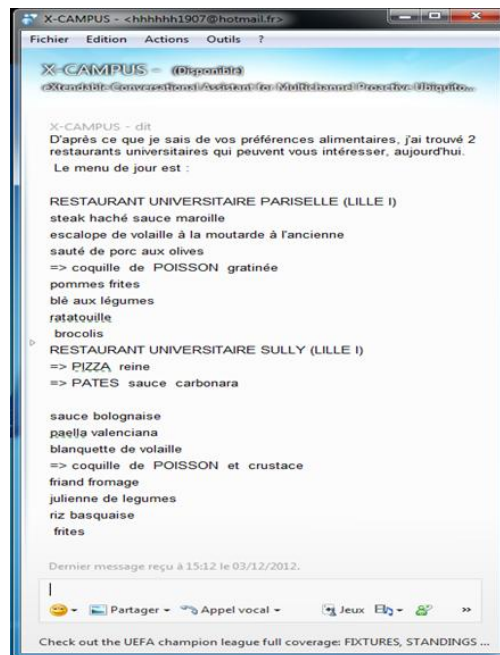 X-CAMPUS - <hhhhhh1907@hotmail.fr>
Fichier Edition Actions Outils ?
X-CAMPUS - (Disponible)
eXtendable Conversational Assistant for Multichannel Proactive Ubiquito...
X-CAMPUS - dit
D'après ce que je sais de vos préférences alimentaires, j'ai trouvé 2
restaurants universitaires qui peuvent vous intéresser, aujourd'hui.
Le menu de jour est :
RESTAURANT UNIVERSITAIRE PARISELLE (LILLE I)
steak haché sauce maroille
escalope de volaille à la moutarde à l'ancienne
sauté de porc aux olives
=> coquille de POISSON gratinée
pommes frites
blé aux légumes
ratatouille
brocolis
RESTAURANT UNIVERSITAIRE SULLY (LILLE I)
=> PIZZA reine
=> PATES sauce carbonara
sauce bolognaise
paella valenciana
blanquette de volaille
=> coquille de POISSON et crustace
friand fromage
julienne de legumes
riz basquaise
frites
Dernier message reçu à 15:12 le 03/12/2012.
Partager Appel vocal Jeux »
Check out the UEFA champion league full coverage: FIXTURES, STANDINGS ...